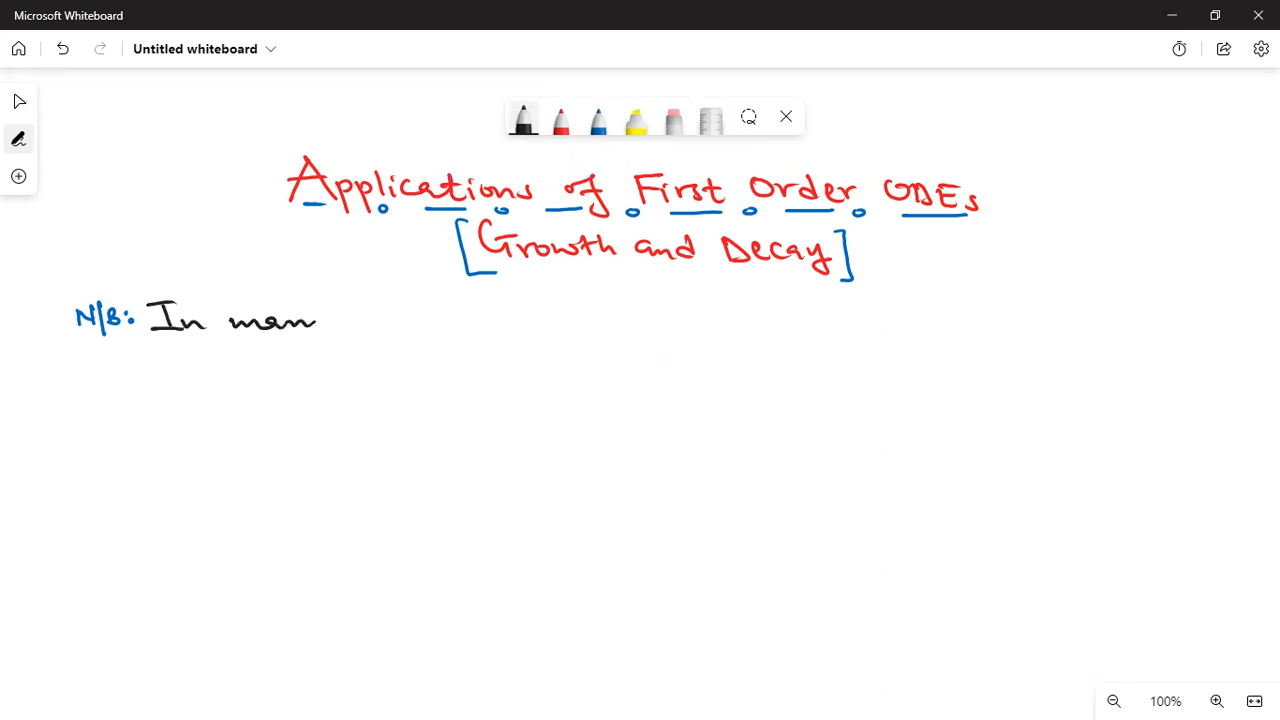 Microsoft Whiteboard
Untitled whiteboard
Applications of First Order ODEs
[Growth and Decay]
N/B: In man
100%